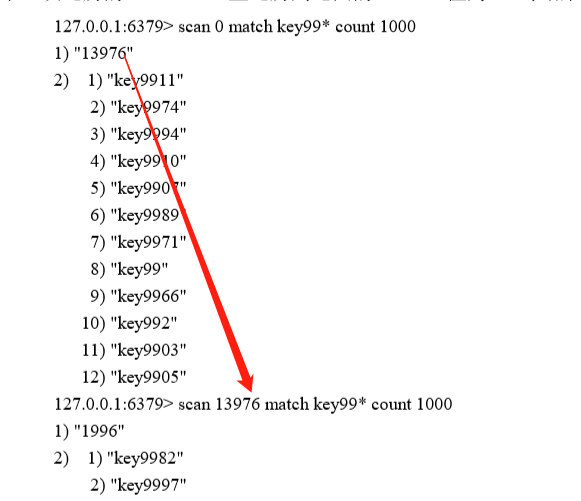 127.0.0.1:6379> scan 0 match key99* count 1000
1) "13976"
2) 1) "key9911"
2) "key9974"
3) "key9994"
4) "key9910"
5) "key9907"
6) "key9989"
7) "key9971"
8) "key99"
9) "key9966"
10) "key992"
11) "key9903"
12) "key9905"
127.0.0.1:6379> scan 13976 match key99* count 1000
1) "1996"
2) 1) "key9982"
2) "key9997"